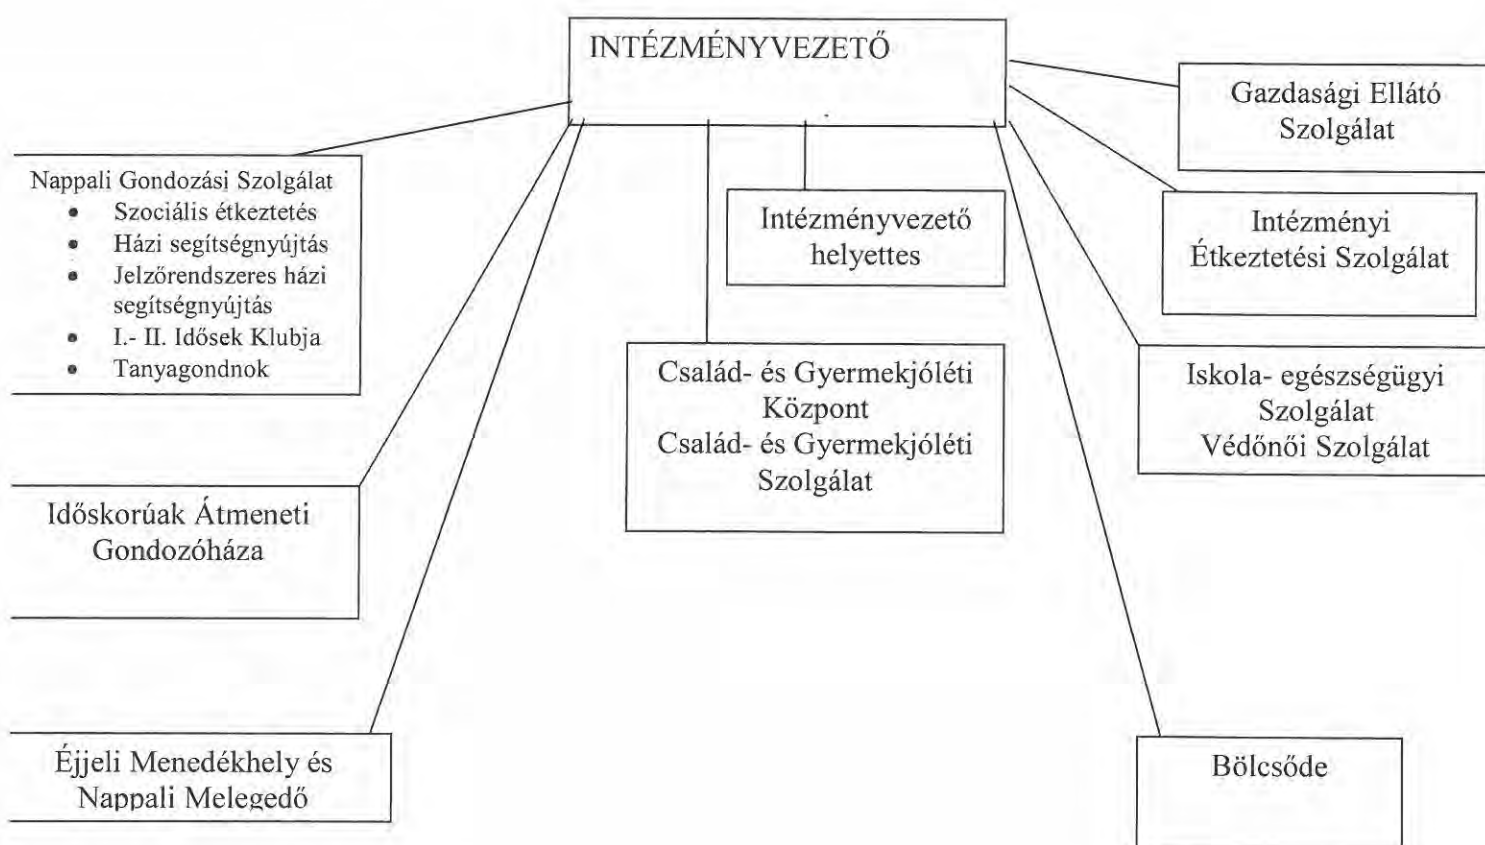 INTÉZMÉNYVEZETŐ
Gazdasági Ellátó
Szolgálat
Nappali Gondozási Szolgálat
• Szociális étkeztetés
• Házi segítségnyújtás
• Jelzőrendszeres házi
segítségnyújtás
• I.- II. Idősek Klubja
• Tanyagondnok
Intézményvezető
helyettes
Intézményi
Étkeztetési Szolgálat
Család- és Gyermekjóléti
Központ
Család- és Gyermekjóléti
Szolgálat
Iskola- egészségügyi
Szolgálat
Védőnői Szolgálat
Időskorúak Átmeneti
Gondozóháza
Éjjeli Menedékhely és
Nappali Melegedő
Bölcsőde